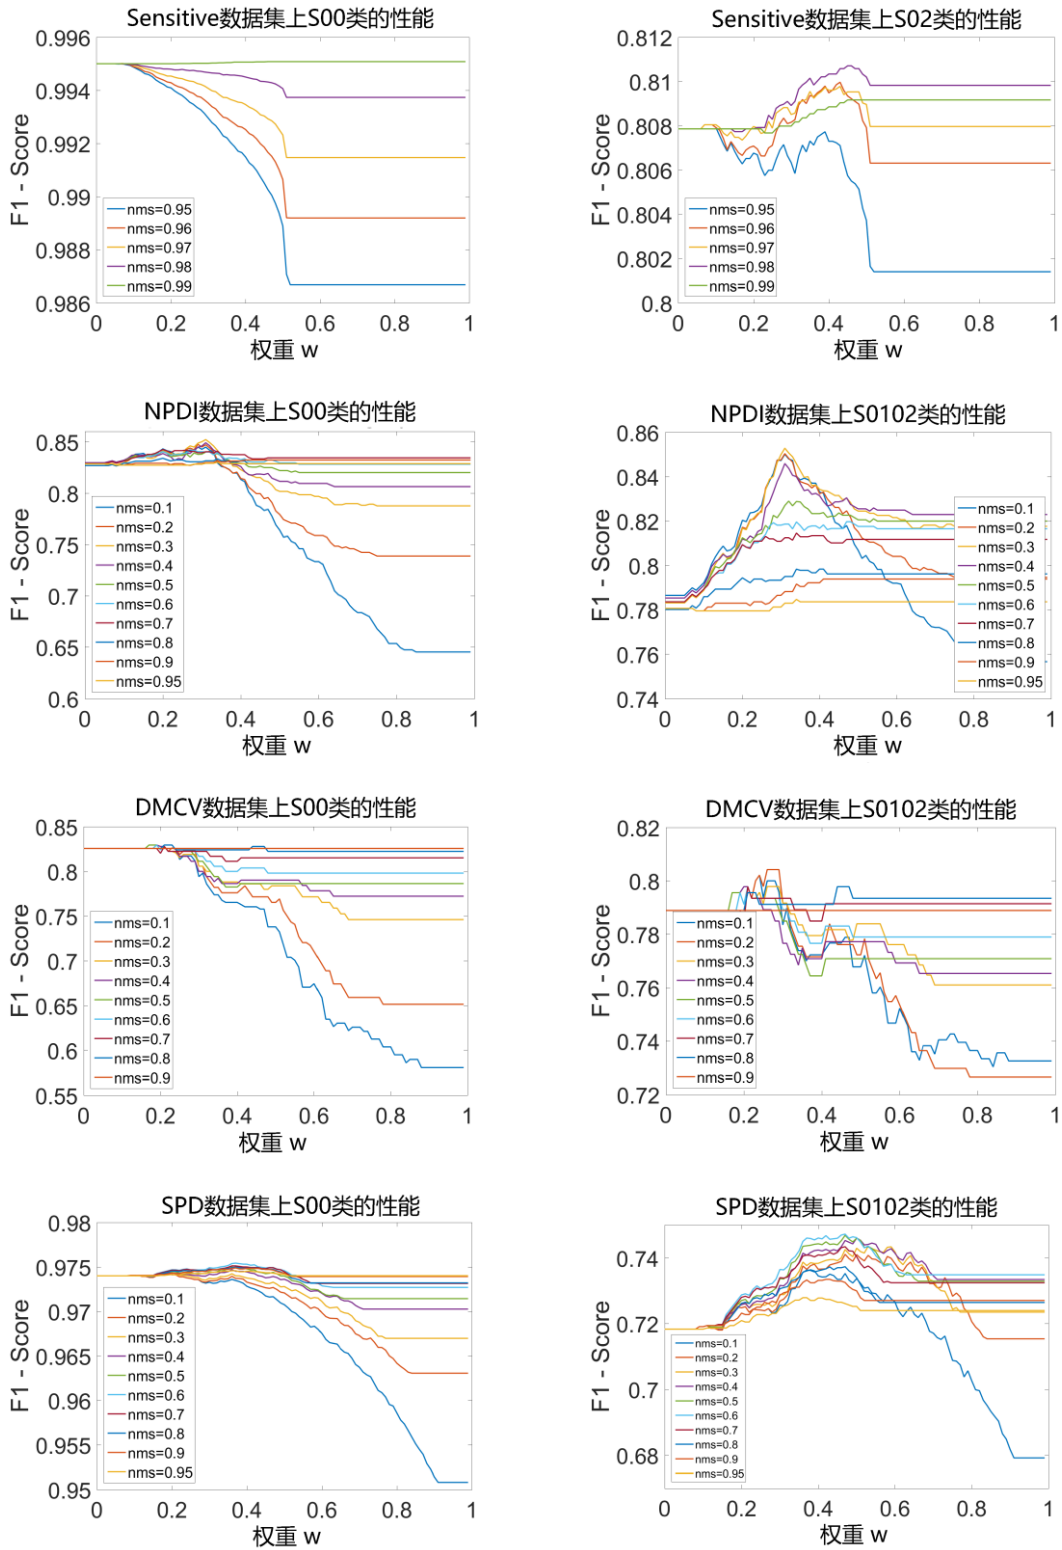 Sensitive数据集上S00类的性能
0.996
0.994
0.992
0.99
0.988
0.986
F1 - Score
nms=0.95
nms=0.96
nms=0.97
nms=0.98
nms=0.99
0 0.2 0.4 0.6 0.8 1
权重 w
Sensitive数据集上S02类的性能
0.812
0.81
0.808
0.806
0.804
0.802
0.8
F1 - Score
nms=0.95
nms=0.96
nms=0.97
nms=0.98
nms=0.99
0 0.2 0.4 0.6 0.8 1
权重 w
NPDI数据集上S00类的性能
0.85
0.8
0.75
0.7
0.65
0.6
F1 - Score
nms=0.1
nms=0.2
nms=0.3
nms=0.4
nms=0.5
nms=0.6
nms=0.7
nms=0.8
nms=0.9
nms=0.95
0 0.2 0.4 0.6 0.8 1
权重 w
NPDI数据集上S0102类的性能
0.86
0.84
0.82
0.8
0.78
0.76
0.74
F1 - Score
nms=0.1
nms=0.2
nms=0.3
nms=0.4
nms=0.5
nms=0.6
nms=0.7
nms=0.8
nms=0.9
nms=0.95
0 0.2 0.4 0.6 0.8 1
权重 w
DMCV数据集上S00类的性能
0.85
0.8
0.75
0.7
0.65
0.6
0.55
F1 - Score
nms=0.1
nms=0.2
nms=0.3
nms=0.4
nms=0.5
nms=0.6
nms=0.7
nms=0.8
nms=0.9
0 0.2 0.4 0.6 0.8 1
权重 w
DMCV数据集上S0102类的性能
0.82
0.8
0.78
0.76
0.74
0.72
F1 - Score
nms=0.1
nms=0.2
nms=0.3
nms=0.4
nms=0.5
nms=0.6
nms=0.7
nms=0.8
nms=0.9
0 0.2 0.4 0.6 0.8 1
权重 w
SPD数据集上S00类的性能
0.98
0.975
0.97
0.965
0.96
0.955
0.95
F1 - Score
nms=0.1
nms=0.2
nms=0.3
nms=0.4
nms=0.5
nms=0.6
nms=0.7
nms=0.8
nms=0.9
nms=0.95
0 0.2 0.4 0.6 0.8 1
权重 w
SPD数据集上S0102类的性能
0.74
0.72
0.7
0.68
F1 - Score
nms=0.1
nms=0.2
nms=0.3
nms=0.4
nms=0.5
nms=0.6
nms=0.7
nms=0.8
nms=0.9
nms=0.95
0 0.2 0.4 0.6 0.8 1
权重 w